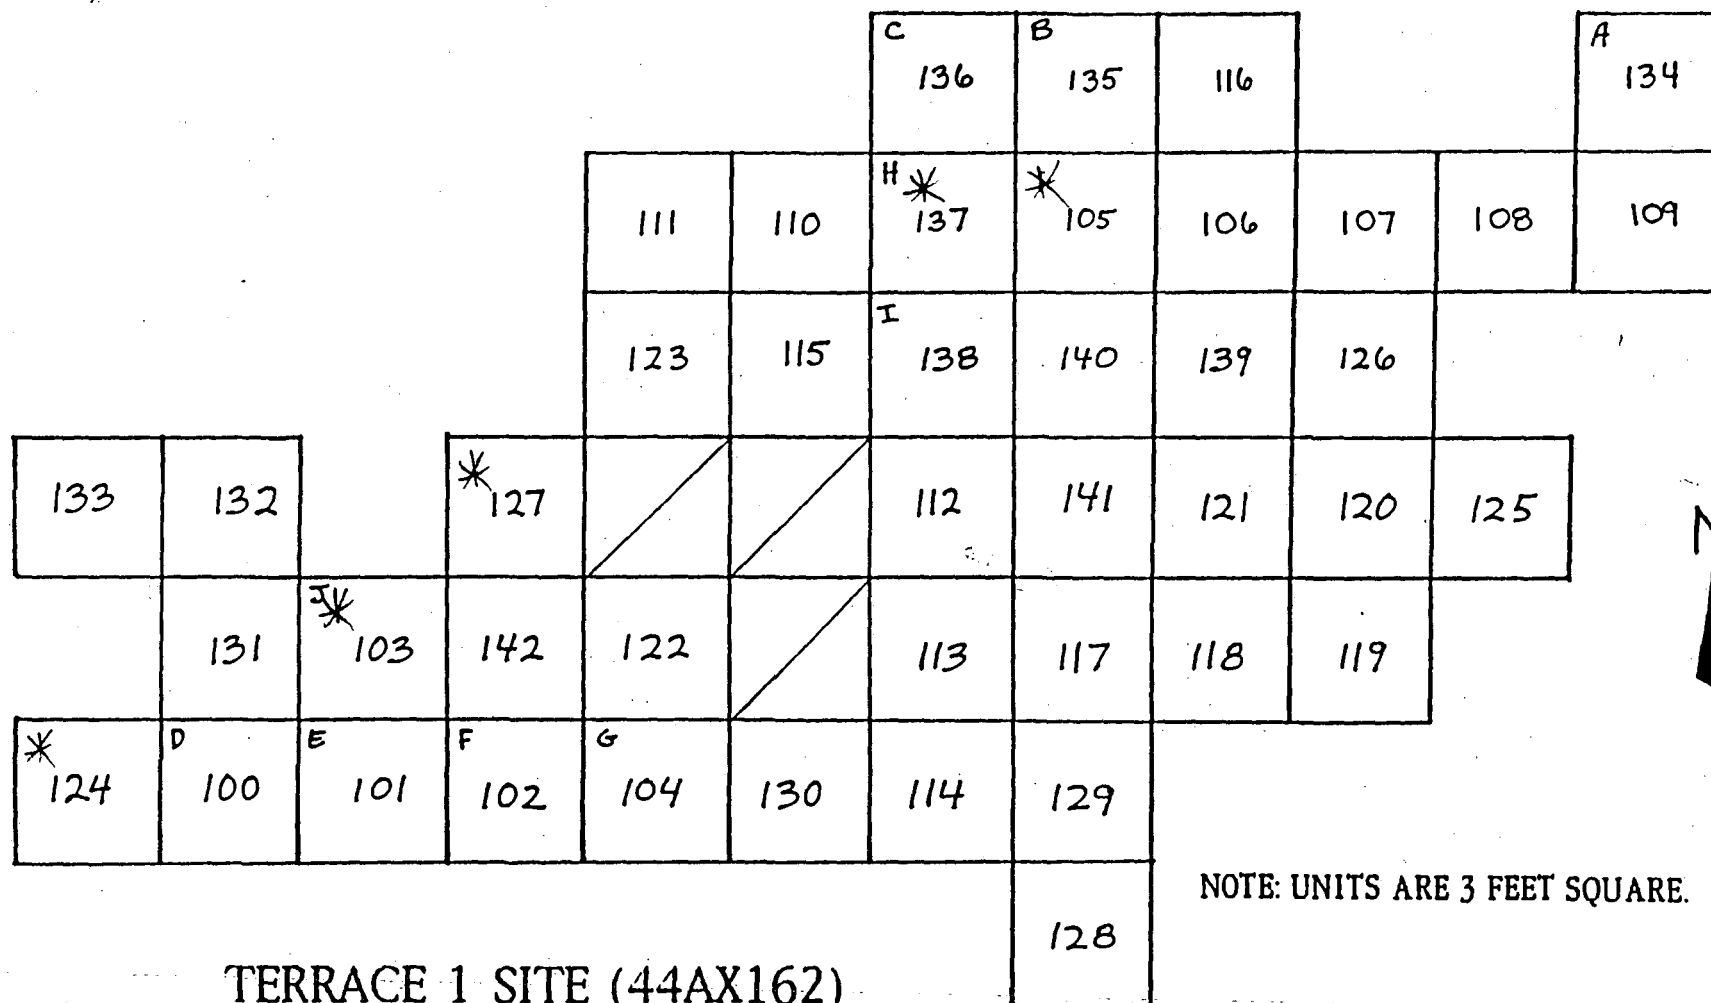 C B A
136 135 116 134
H * *
111 110 137 105 106 107 108 109
I
123 115 138 140 139 126
*
133 132 127 112 141 121 120 125
N
J *
131 103 142 122 113 117 118 119
* D E F G
124 100 101 102 104 130 114 129
NOTE: UNITS ARE 3 FEET SQUARE.
128
TERRACE 1 SITE (44AX162)